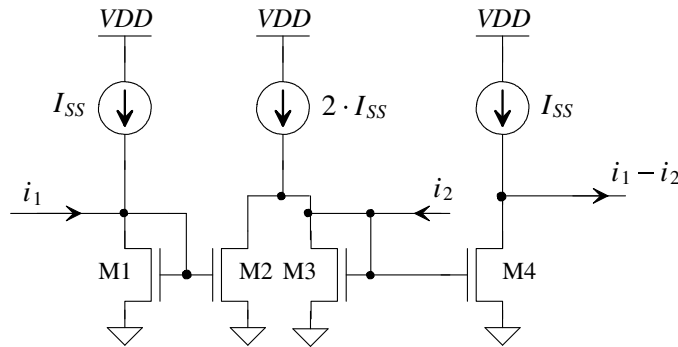 VDD VDD VDD
I_SS 2 · I_SS I_SS
i_1 i_2 i_1 − i_2
M1 M2 M3 M4